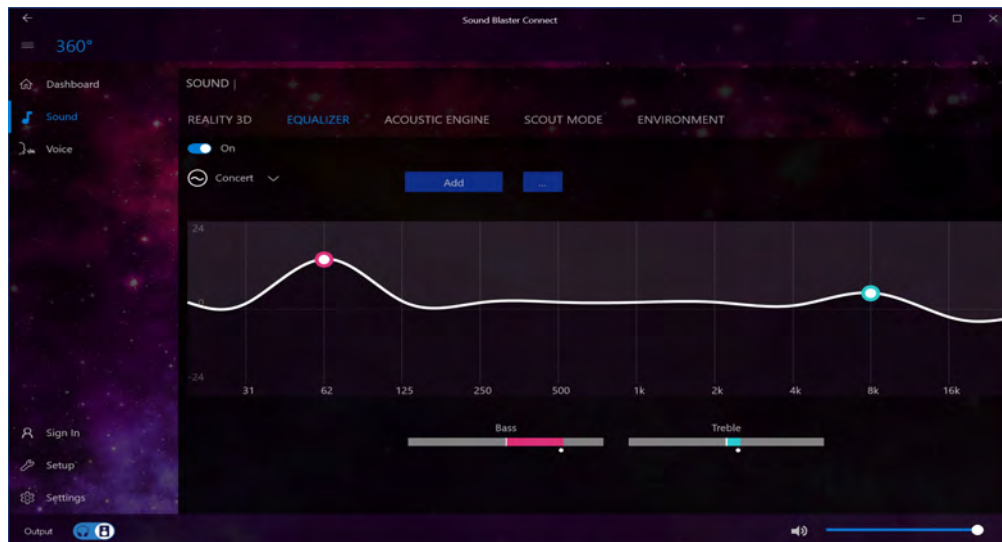 Sound Blaster Connect
360°
Dashboard
Sound
Voice
SOUND |
REALITY 3D EQUALIZER ACOUSTIC ENGINE SCOUT MODE ENVIRONMENT
On
Concert
Add ...
24
0
-24
31 62 125 250 500 1k 2k 4k 8k 16k
Bass Treble
Sign In
Setup
Settings
Output